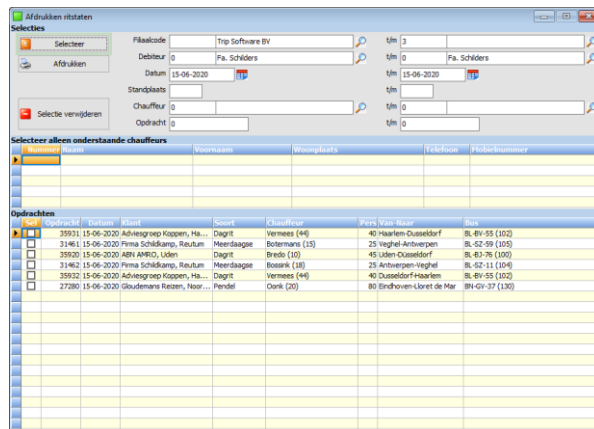 Afdrukken ritstaten
Selecties
Selecteer
Afdrukken
Selectie verwijderen
Filiaalcode Trip Software BV t/m 3
Debiteur 0 Fa. Schilders t/m 0 Fa. Schilders
Datum 15-06-2020 t/m 15-06-2020
Standplaats t/m
Chauffeur 0 t/m 0
Opdracht 0 t/m 0
Selecteer alleen onderstaande chauffeurs
Nummer Naam Voornaam Woonplaats Telefoon Mobielnummer
Opdrachten
Sel Opdracht Datum Klant Soort Chauffeur Pers Van-Naar Bus
35931 15-06-2020 Adviesgroep Koppen, Ha... Dagrit Vermees (44) 40 Haarlem-Dusseldorf BL-BV-55 (102)
31461 15-06-2020 Firma Schildkamp, Reutum Meerdaagse Botermans (15) 25 Veghel-Antwerpen BL-SZ-59 (105)
35920 15-06-2020 ABN AMRO, Uden Dagrit Bredo (10) 45 Uden-Düsseldorf BL-BJ-76 (100)
31462 15-06-2020 Firma Schildkamp, Reutum Meerdaagse Bossink (18) 25 Antwerpen-Veghel BL-SZ-11 (104)
35932 15-06-2020 Adviesgroep Koppen, Ha... Dagrit Vermees (44) 40 Dusseldorf-Haarlem BL-BV-55 (102)
27280 15-06-2020 Gloudemans Reizen, Noor... Pendel Oonk (20) 80 Eindhoven-Lloret de Mar BN-GV-37 (130)